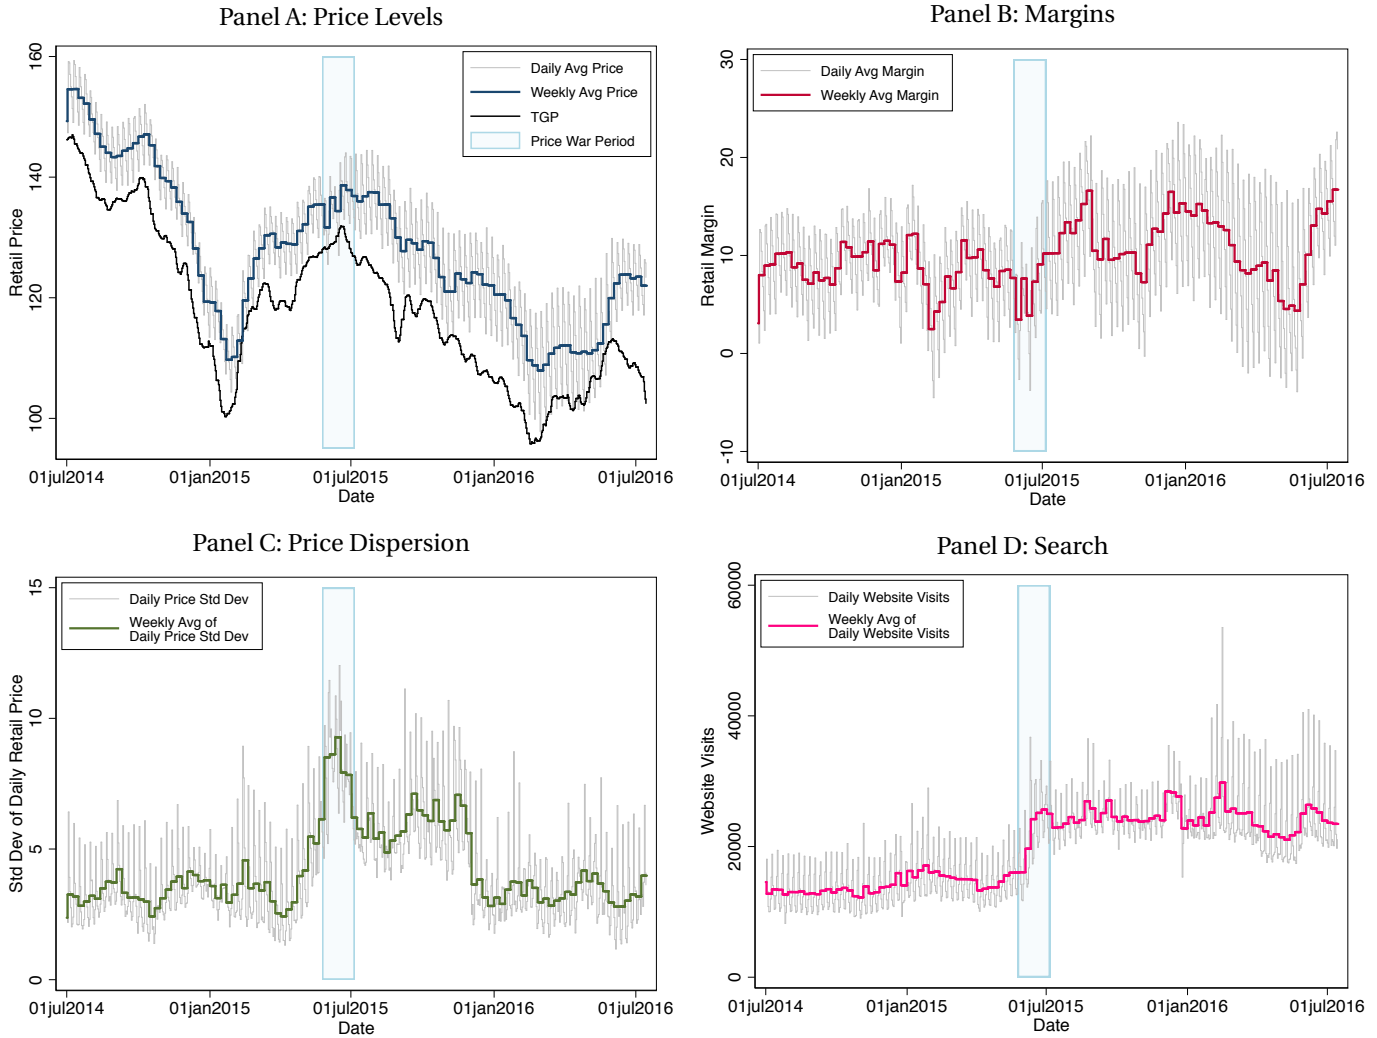 Panel A: Price Levels
160
140
120
100
Retail Price
Daily Avg Price
Weekly Avg Price
TGP
Price War Period
01jul2014
01jan2015
01jul2015
01jan2016
01jul2016
Date
Panel B: Margins
30
20
10
0
-10
Retail Margin
Daily Avg Margin
Weekly Avg Margin
01jul2014
01jan2015
01jul2015
01jan2016
01jul2016
Date
Panel C: Price Dispersion
15
10
5
0
Std Dev of Daily Retail Price
Daily Price Std Dev
Weekly Avg of
Daily Price Std Dev
01jul2014
01jan2015
01jul2015
01jan2016
01jul2016
Date
Panel D: Search
60000
40000
20000
0
Website Visits
Daily Website Visits
Weekly Avg of
Daily Website Visits
01jul2014
01jan2015
01jul2015
01jan2016
01jul2016
Date